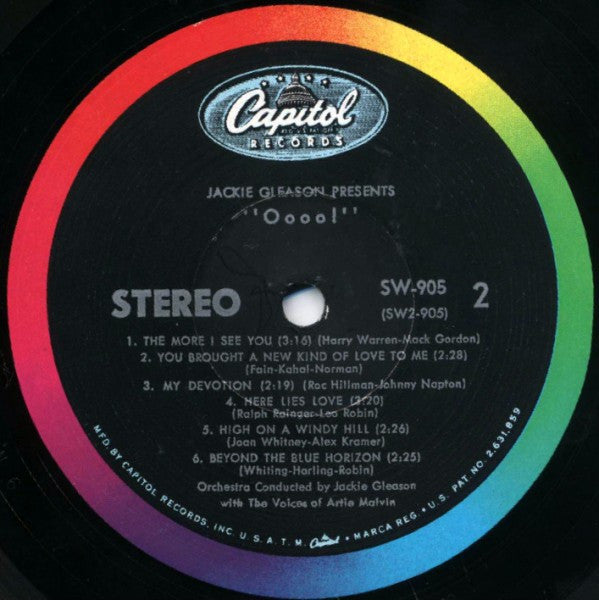 Capitol
REG. U.S. PAT. OFF.
RECORDS
JACKIE GLEASON PRESENTS
"Oooo!"
STEREO
SW-905
(SW2-905)
2
1. THE MORE I SEE YOU (3:16) (Harry Warren-Mack Gordon)
2. YOU BROUGHT A NEW KIND OF LOVE TO ME (2:28)
(Fain-Kahal-Norman)
3. MY DEVOTION (2:19) (Roc Hillman-Johnny Napton)
4. HERE LIES LOVE (2:20)
(Ralph Rainger-Leo Robin)
5. HIGH ON A WINDY HILL (2:26)
(Joan Whitney-Alex Kramer)
6. BEYOND THE BLUE HORIZON (2:25)
(Whiting-Harling-Robin)
Orchestra Conducted by Jackie Gleason
with The Voices of Artie Malvin
MFD. BY CAPITOL RECORDS, INC. U.S.A. T.M. Capitol • MARCA REG. • U.S. PAT. NO. 2,631,859